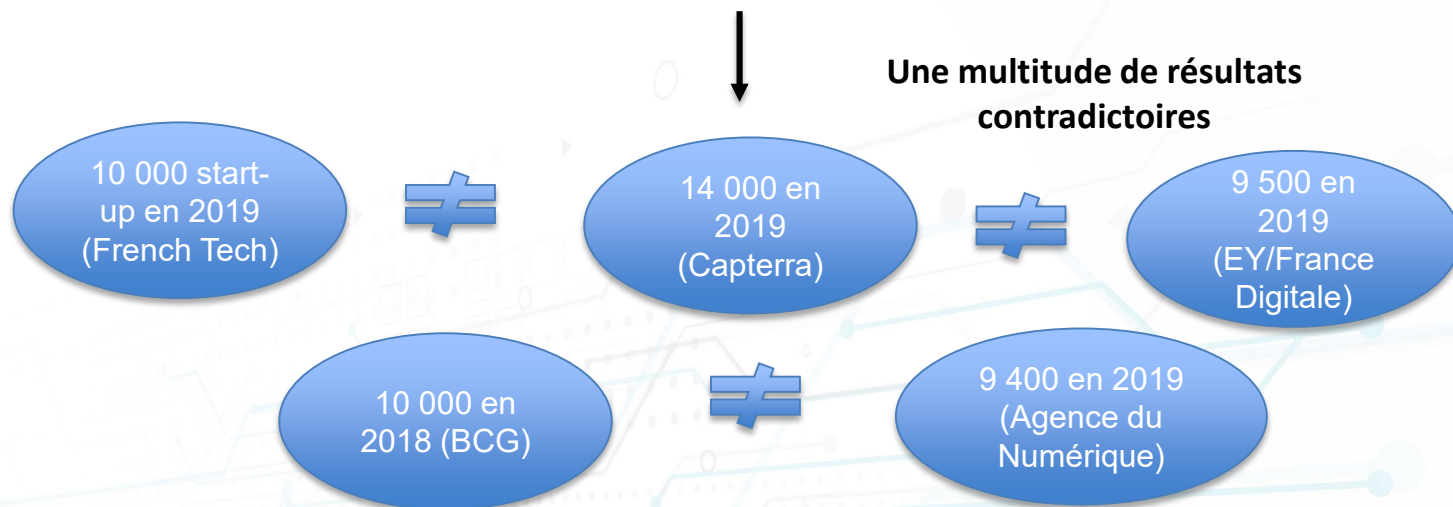 Une multitude de résultats
contradictoires
10 000 start-
up en 2019
(French Tech)
14 000 en
2019
(Capterra)
9 500 en
2019
(EY/France
Digitale)
10 000 en
2018 (BCG)
9 400 en 2019
(Agence du
Numérique)